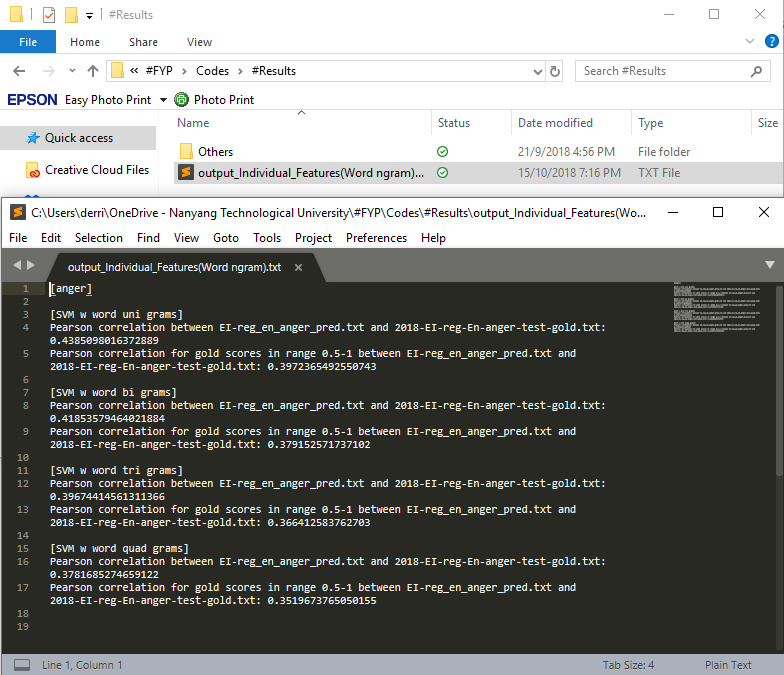 #Results
File Home Share View
« #FYP > Codes > #Results
Search #Results
EPSON Easy Photo Print Photo Print
Name Status Date modified Type Size
Quick access
Others 21/9/2018 4:56 PM File folder
Creative Cloud Files
output_Individual_Features(Word ngram)... 15/10/2018 7:16 PM TXT File
C:\Users\derri\OneDrive - Nanyang Technological University\#FYP\Codes\#Results\output_Individual_Features(Wo...
File Edit Selection Find View Goto Tools Project Preferences Help
output_Individual_Features(Word ngram).txt
1 [anger]
2
3 [SVM w word uni grams]
4 Pearson correlation between EI-reg_en_anger_pred.txt and 2018-EI-reg-En-anger-test-gold.txt:
0.4385098016372889
5 Pearson correlation for gold scores in range 0.5-1 between EI-reg_en_anger_pred.txt and
2018-EI-reg-En-anger-test-gold.txt: 0.3972365492550743
6
7 [SVM w word bi grams]
8 Pearson correlation between EI-reg_en_anger_pred.txt and 2018-EI-reg-En-anger-test-gold.txt:
0.41853579464021884
9 Pearson correlation for gold scores in range 0.5-1 between EI-reg_en_anger_pred.txt and
2018-EI-reg-En-anger-test-gold.txt: 0.379152571737102
10
11 [SVM w word tri grams]
12 Pearson correlation between EI-reg_en_anger_pred.txt and 2018-EI-reg-En-anger-test-gold.txt:
0.39674414561311366
13 Pearson correlation for gold scores in range 0.5-1 between EI-reg_en_anger_pred.txt and
2018-EI-reg-En-anger-test-gold.txt: 0.366412583762703
14
15 [SVM w word quad grams]
16 Pearson correlation between EI-reg_en_anger_pred.txt and 2018-EI-reg-En-anger-test-gold.txt:
0.3781685274659122
17 Pearson correlation for gold scores in range 0.5-1 between EI-reg_en_anger_pred.txt and
2018-EI-reg-En-anger-test-gold.txt: 0.3519673765050155
18
19
Line 1, Column 1 Tab Size: 4 Plain Text